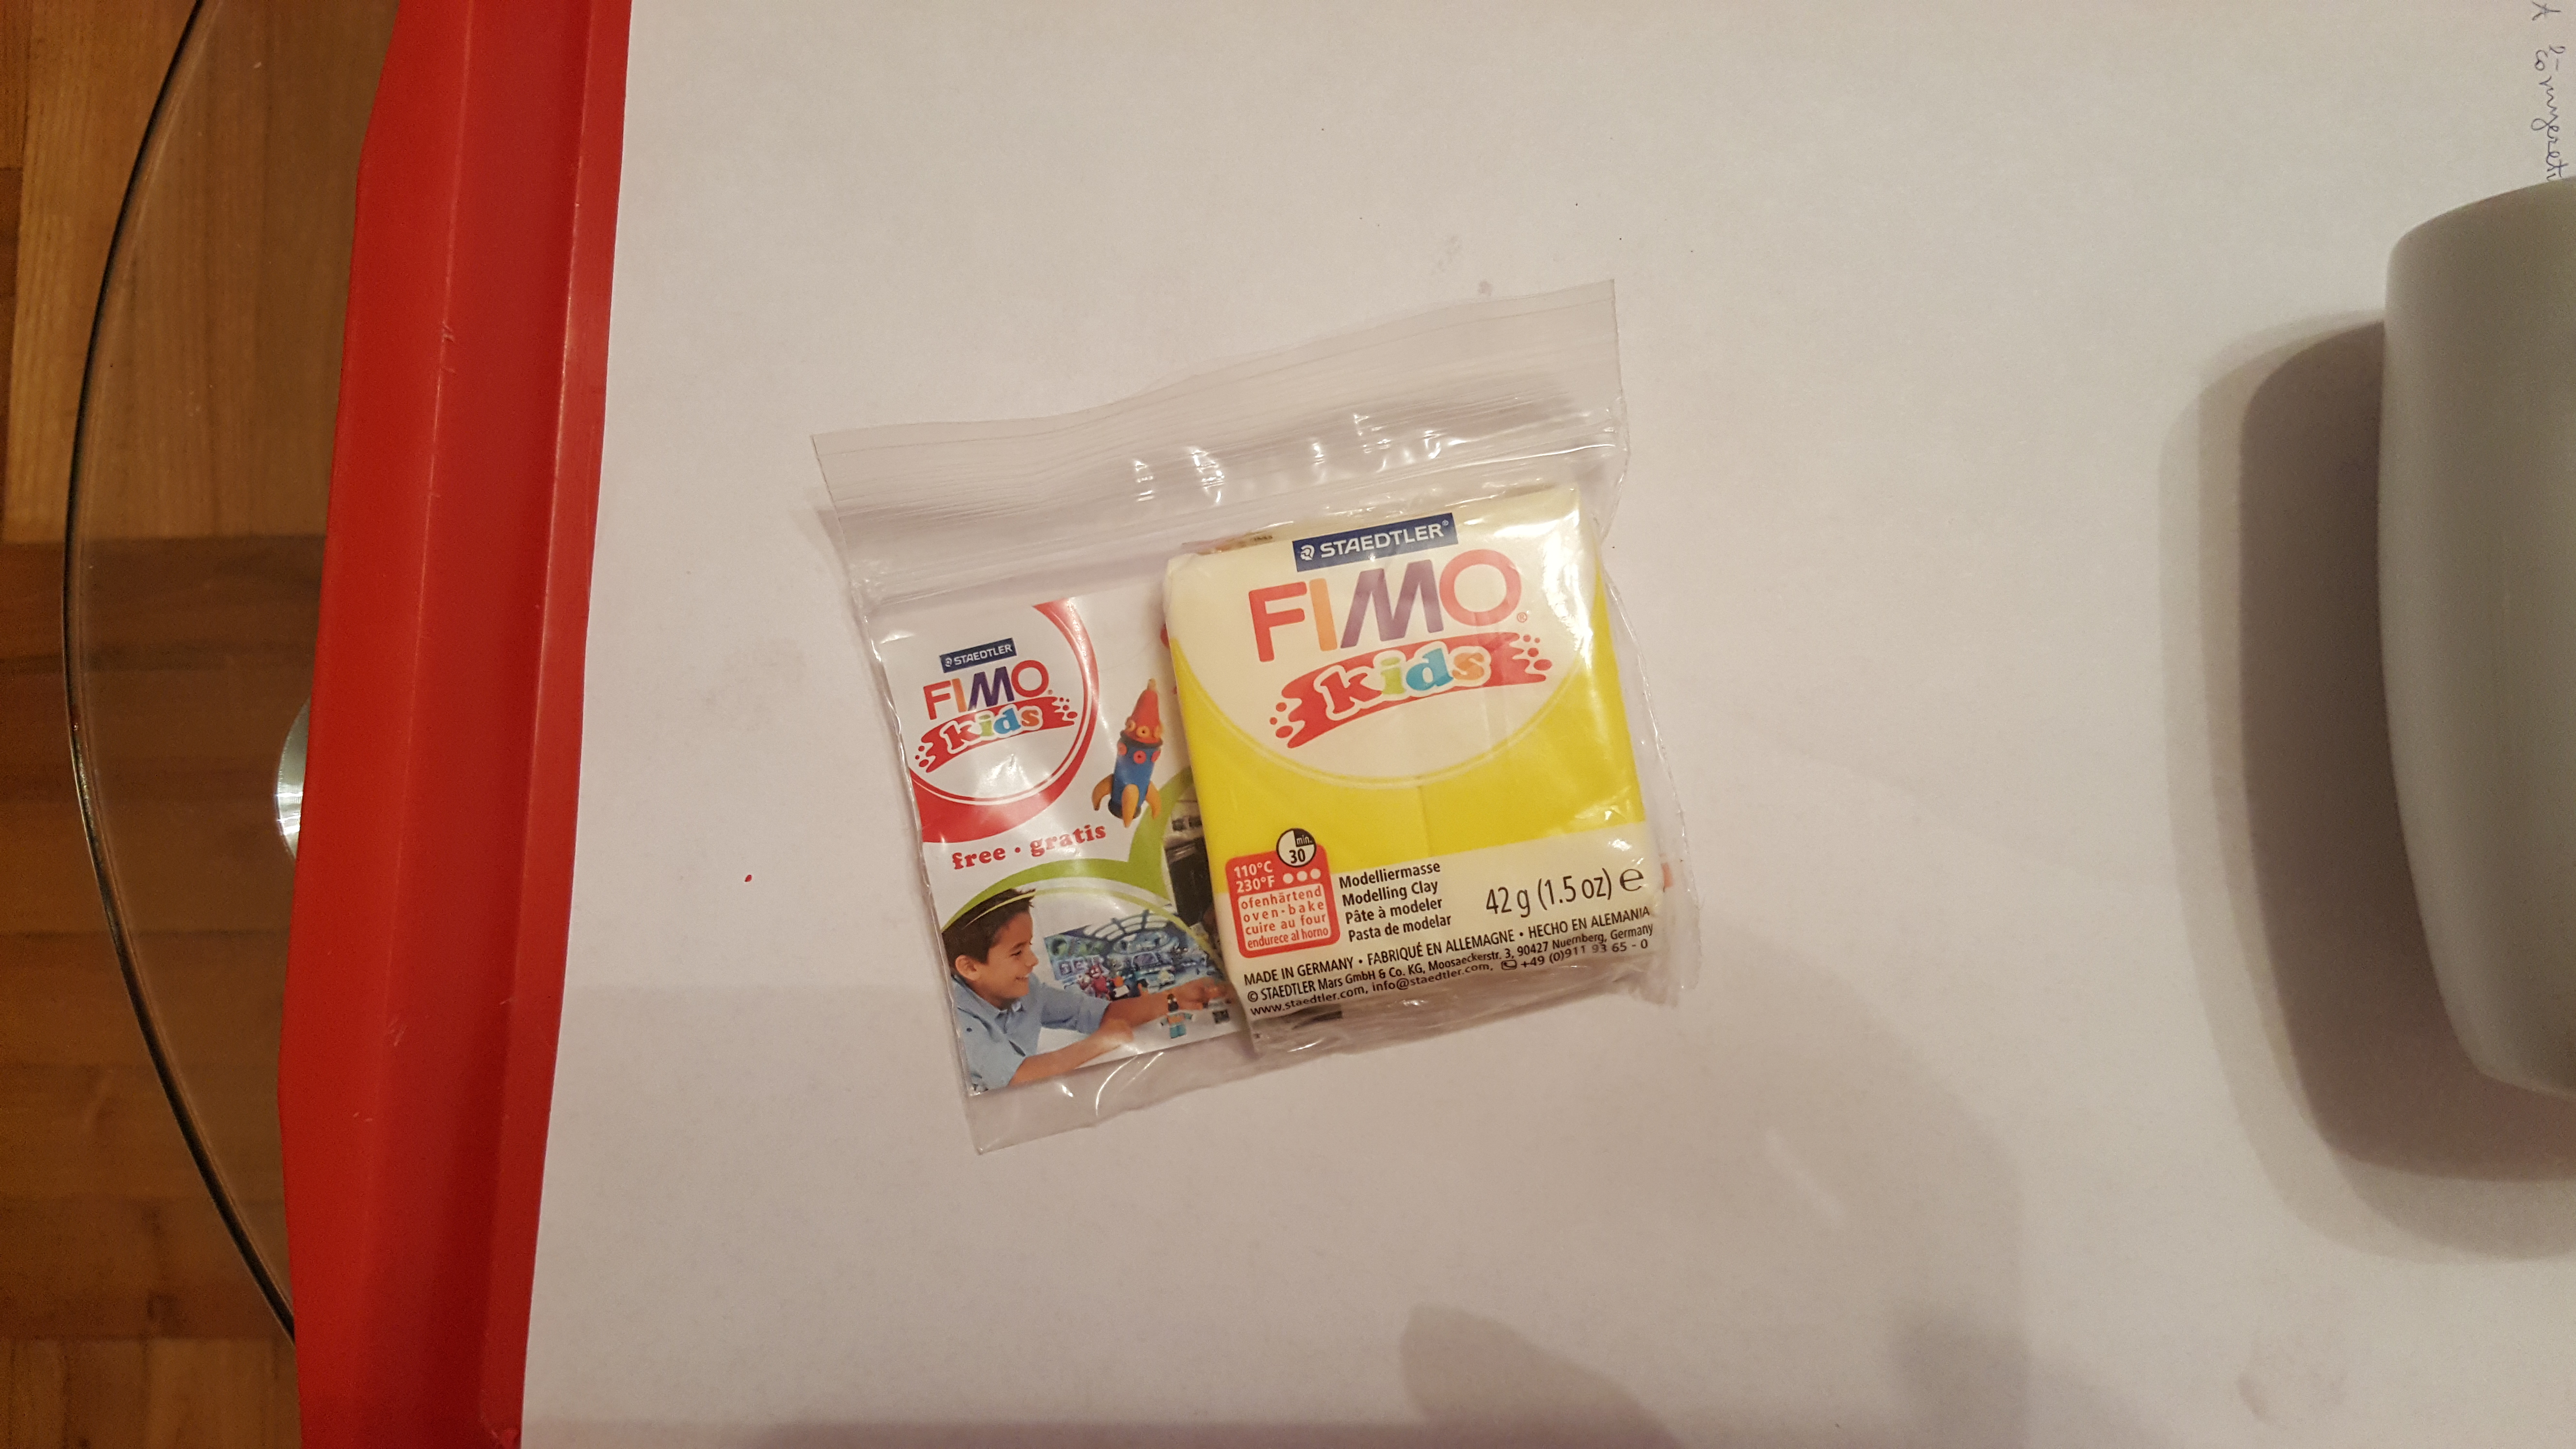 STAEDTLER
FIMO
kids
free · gratis
STAEDTLER®
FIMO®
kids
min.
30
110°C
230°F
ofenhärtend
oven-bake
cuire au four
endurece al horno
Modelliermasse
Modelling Clay
Pâte à modeler
Pasta de modelar
42 g (1.5 oz) e
MADE IN GERMANY • FABRIQUÉ EN ALLEMAGNE • HECHO EN ALEMANIA
© STAEDTLER Mars GmbH & Co. KG, Moosaeckerstr. 3, 90427 Nuernberg, Germany
www.staedtler.com, info@staedtler.com, +49 (0)911 93 65 - 0
A